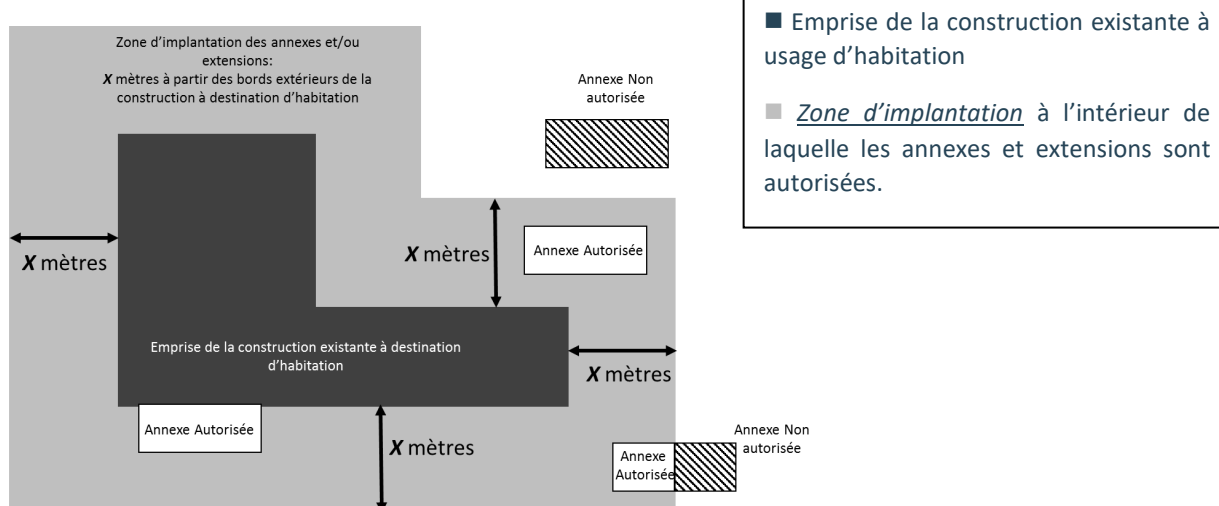 Zone d’implantation des annexes et/ou
extensions:
X mètres à partir des bords extérieurs de la
construction à destination d’habitation
Annexe Non
autorisée
X mètres
X mètres
Annexe Autorisée
Emprise de la construction existante à destination
d’habitation
X mètres
Annexe Autorisée
X mètres
Annexe
Autorisée
Annexe Non
autorisée
■ Emprise de la construction existante à
usage d’habitation
■ Zone d’implantation à l’intérieur de
laquelle les annexes et extensions sont
autorisées.